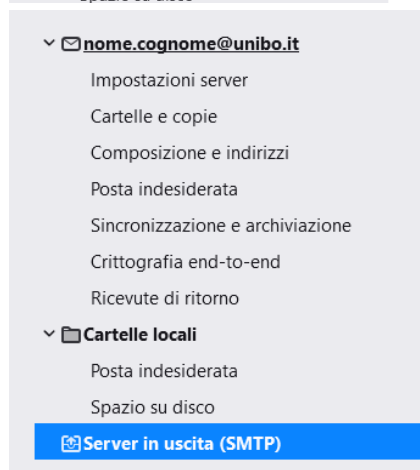 nome.cognome@unibo.it
Impostazioni server
Cartelle e copie
Composizione e indirizzi
Posta indesiderata
Sincronizzazione e archiviazione
Crittografia end-to-end
Ricevute di ritorno
Cartelle locali
Posta indesiderata
Spazio su disco
Server in uscita (SMTP)